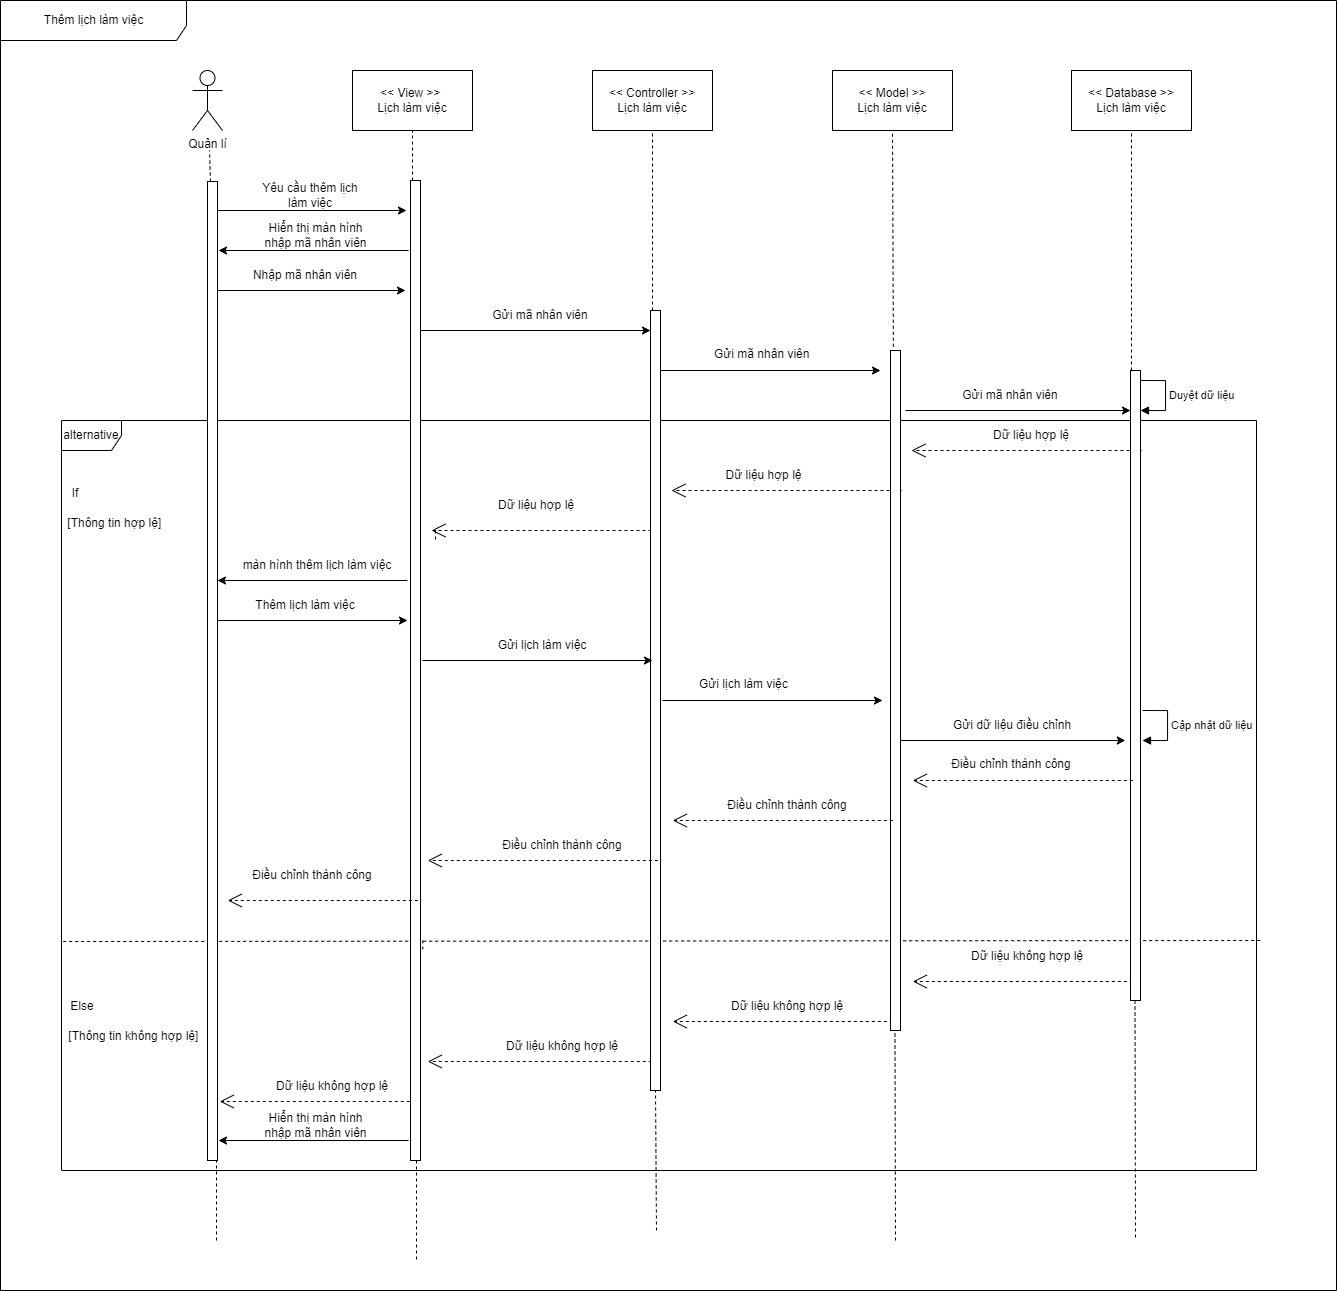 Thêm lịch làm việc
<< View >>
Lịch làm việc
<< Controller >>
Lịch làm việc
<< Model >>
Lịch làm việc
<< Database >>
Lịch làm việc
Quản lí
Yêu cầu thêm lịch
làm việc
Hiển thị màn hình
nhập mã nhân viên
Nhập mã nhân viên
Gửi mã nhân viên
Gửi mã nhân viên
Gửi mã nhân viên
Duyệt dữ liệu
alternative
Dữ liệu hợp lệ
Dữ liệu hợp lệ
If
Dữ liệu hợp lệ
[Thông tin hợp lệ]
màn hình thêm lịch làm việc
Thêm lịch làm việc
Gửi lịch làm việc
Gửi lịch làm việc
Gửi dữ liệu điều chỉnh
Cập nhật dữ liệu
Điều chỉnh thành công
Điều chỉnh thành công
Điều chỉnh thành công
Điều chỉnh thành công
Dữ liệu không hợp lệ
Else
Dữ liệu không hợp lệ
[Thông tin không hợp lệ]
Dữ liệu không hợp lệ
Dữ liệu không hợp lệ
Hiển thị màn hình
nhập mã nhân viên